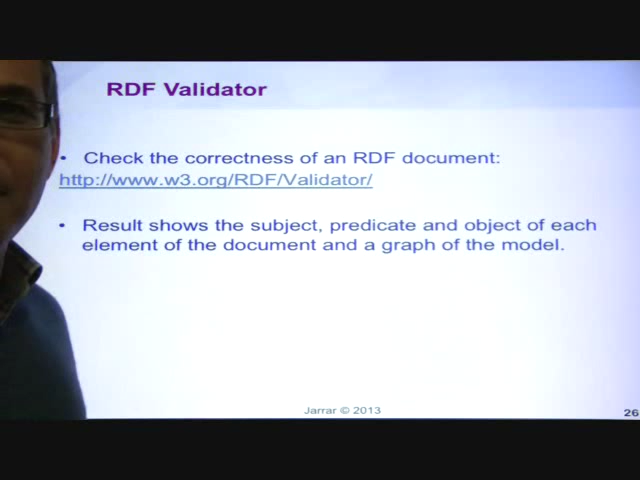 RDF Validator
• Check the correctness of an RDF document:
http://www.w3.org/RDF/Validator/
• Result shows the subject, predicate and object of each
element of the document and a graph of the model.
Jarrar © 2013
26